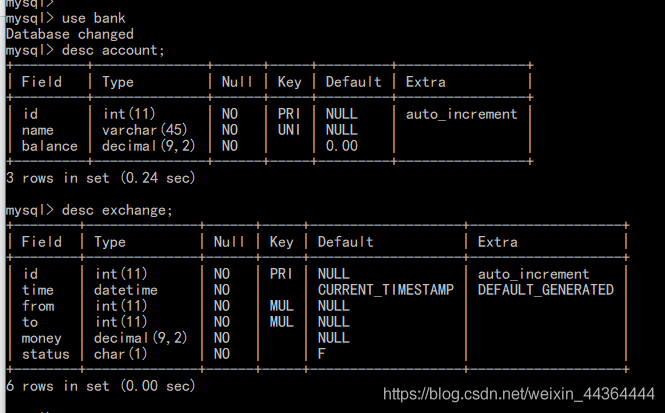 mysql>
mysql> use bank
Database changed
mysql> desc account;
+---------+--------------+------+-----+---------+----------------+
| Field   | Type         | Null | Key | Default | Extra          |
+---------+--------------+------+-----+---------+----------------+
| id      | int(11)      | NO   | PRI | NULL    | auto_increment |
| name    | varchar(45)  | NO   | UNI | NULL    |                |
| balance | decimal(9,2) | NO   |     | 0.00    |                |
+---------+--------------+------+-----+---------+----------------+
3 rows in set (0.24 sec)
mysql> desc exchange;
+--------+--------------+------+-----+-------------------+-------------------+
| Field  | Type         | Null | Key | Default           | Extra             |
+--------+--------------+------+-----+-------------------+-------------------+
| id     | int(11)      | NO   | PRI | NULL              | auto_increment    |
| time   | datetime     | NO   |     | CURRENT_TIMESTAMP | DEFAULT_GENERATED |
| from   | int(11)      | NO   | MUL | NULL              |                   |
| to     | int(11)      | NO   | MUL | NULL              |                   |
| money  | decimal(9,2) | NO   |     | NULL              |                   |
| status | char(1)      | NO   |     | F                 |                   |
+--------+--------------+------+-----+-------------------+-------------------+
6 rows in set (0.00 sec)
https://blog.csdn.net/weixin_44364444